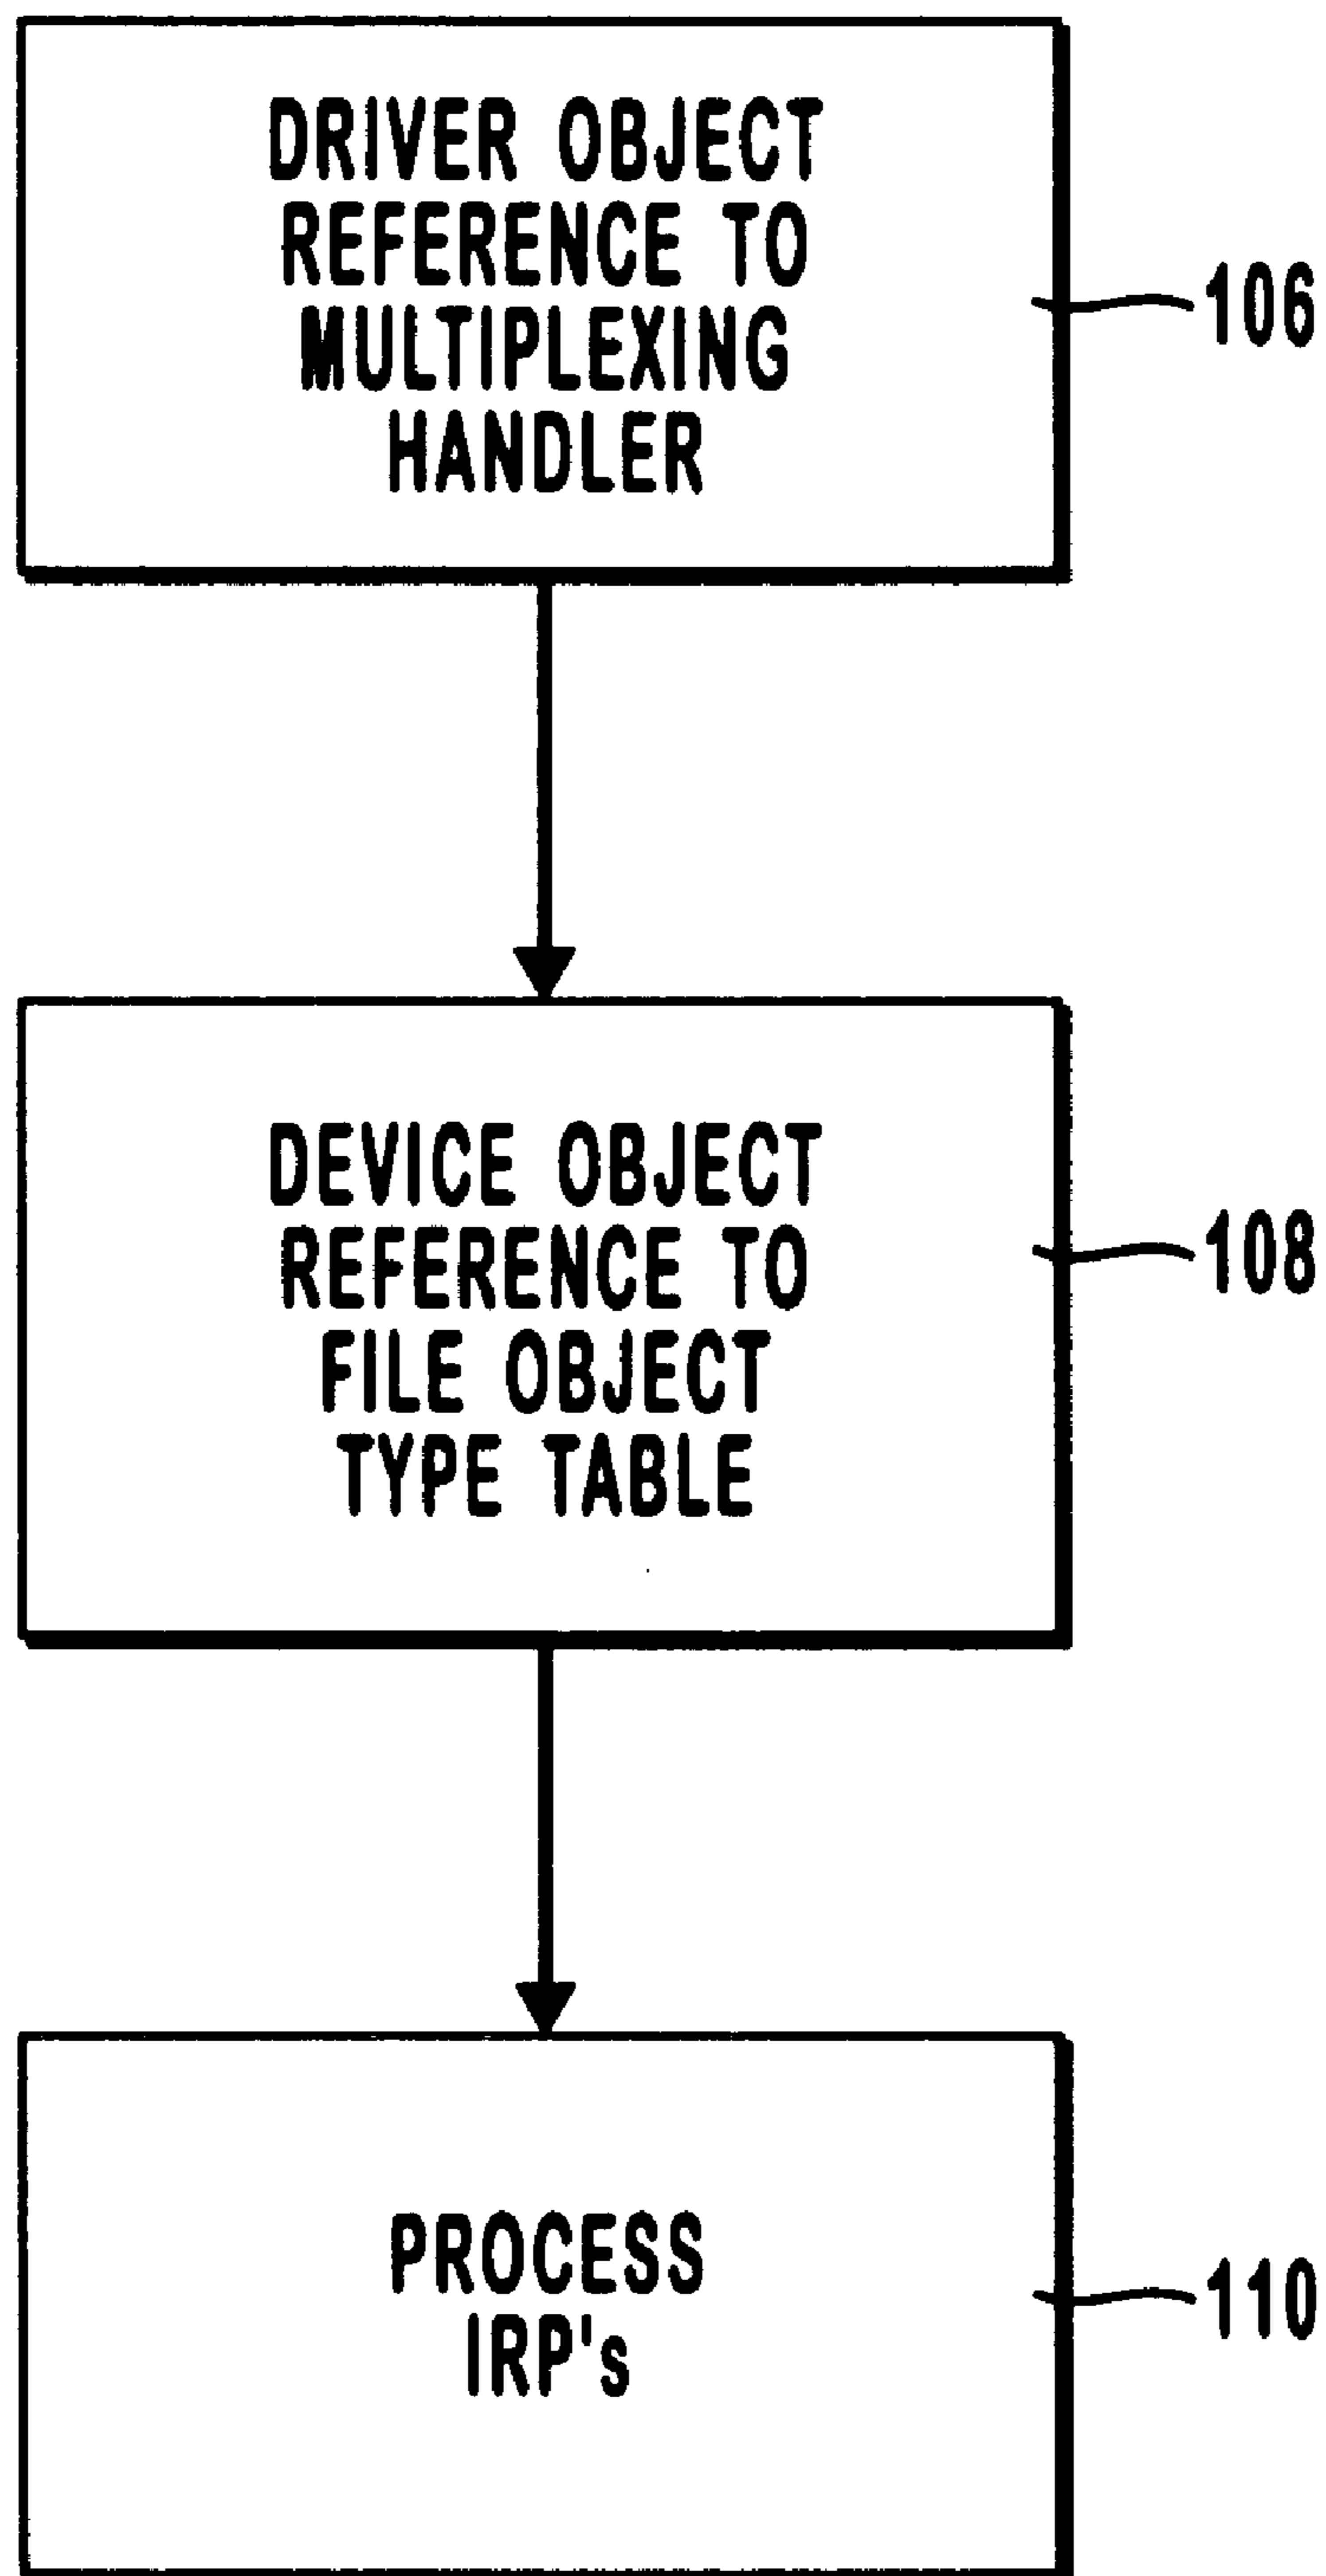 DRIVER OBJECT
REFERENCE TO
MULTIPLEXING
HANDLER
106
DEVICE OBJECT
REFERENCE TO
FILE OBJECT
TYPE TABLE
108
PROCESS
IRP's
110